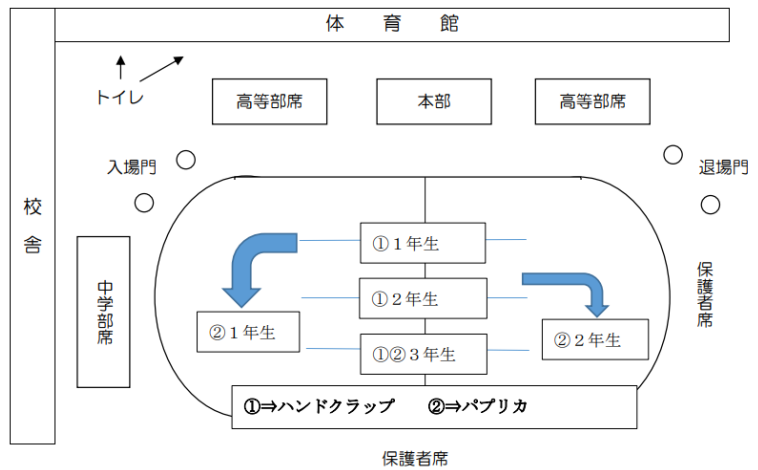 体　育　館
トイレ
高等部席
本部
高等部席
入場門
退場門
校舎
①１年生
中学部席
①２年生
保護者席
②１年生
①②３年生
②２年生
①⇒ハンドクラップ　　②⇒パプリカ
保護者席